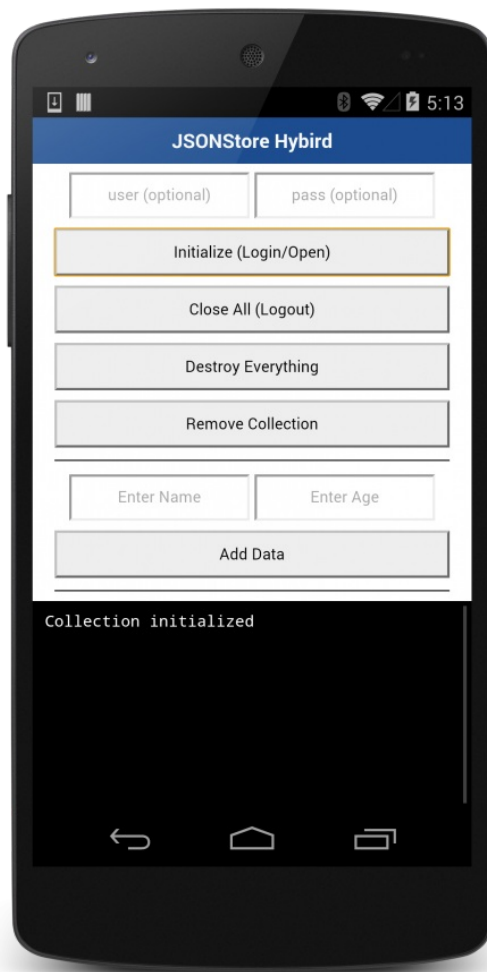 5:13
JSONStore Hybird
user (optional) pass (optional)
Initialize (Login/Open)
Close All (Logout)
Destroy Everything
Remove Collection
Enter Name Enter Age
Add Data
Collection initialized